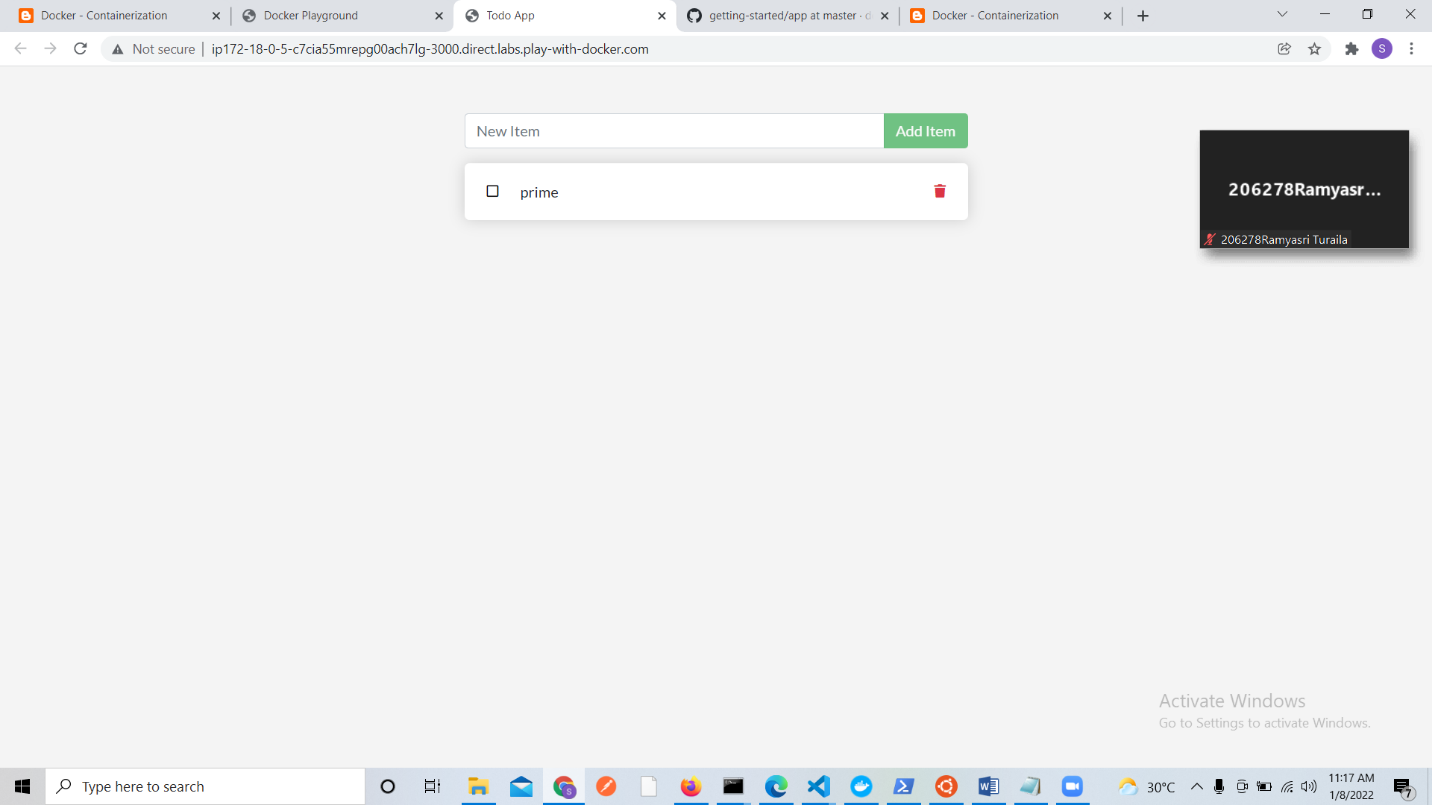 Docker - Containerization
Docker Playground
Todo App
getting-started/app at master · d
Docker - Containerization
Not secure
ip172-18-0-5-c7cia55mrepg00ach7lg-3000.direct.labs.play-with-docker.com
S
New Item
Add Item
prime
206278Ramyasr...
206278Ramyasri Turaila
Activate Windows
Go to Settings to activate Windows.
Type here to search
S
30°C
11:17 AM
1/8/2022
7